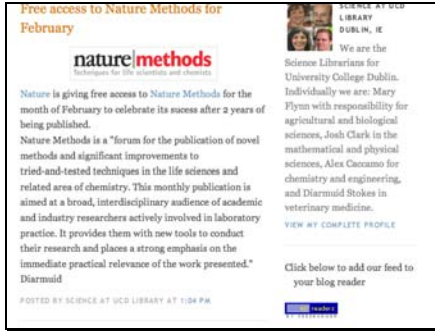 Free access to Nature Methods for
February
nature|methods
Techniques for life scientists and chemists
Nature is giving free access to Nature Methods for the
month of February to celebrate its sucess after 2 years of
being published.
Nature Methods is a "forum for the publication of novel
methods and significant improvements to
tried-and-tested techniques in the life sciences and
related area of chemistry. This monthly publication is
aimed at a broad, interdisciplinary audience of academic
and industry researchers actively involved in laboratory
practice. It provides them with new tools to conduct
their research and places a strong emphasis on the
immediate practical relevance of the work presented."
Diarmuid
POSTED BY SCIENCE AT UCD LIBRARY AT 1:04 PM
SCIENCE AT UCD
LIBRARY
DUBLIN, IE
We are the
Science Librarians for
University College Dublin.
Individually we are: Mary
Flynn with responsibility for
agricultural and biological
sciences, Josh Clark in the
mathematical and physical
sciences, Alex Caccamo for
chemistry and engineering,
and Diarmuid Stokes in
veterinary medicine.
VIEW MY COMPLETE PROFILE
Click below to add our feed to
your blog reader
readers